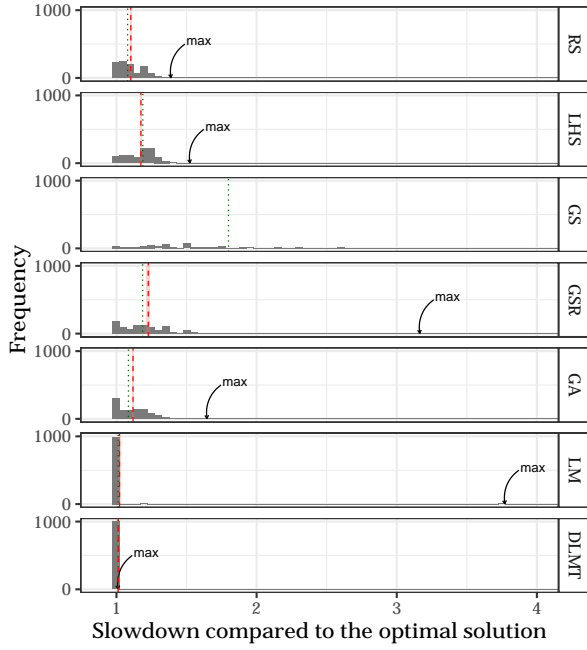 1000
0
max
RS
1000
0
max
LHS
1000
0
GS
1000
0
max
GSR
1000
0
max
GA
1000
0
max
LM
1000
0
max
DLMT
Frequency
1 2 3 4
Slowdown compared to the optimal solution